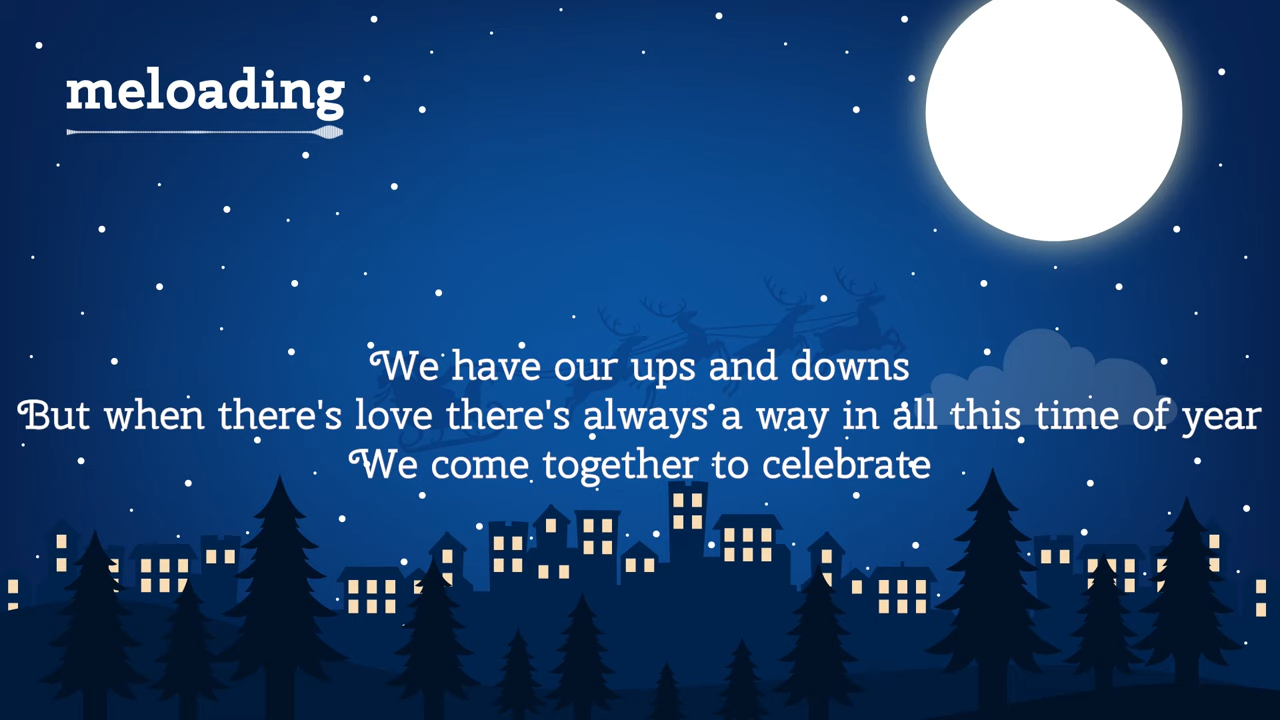 meloading
We have our ups and downs
But when there's love there's always a way in all this time of year
We come together to celebrate